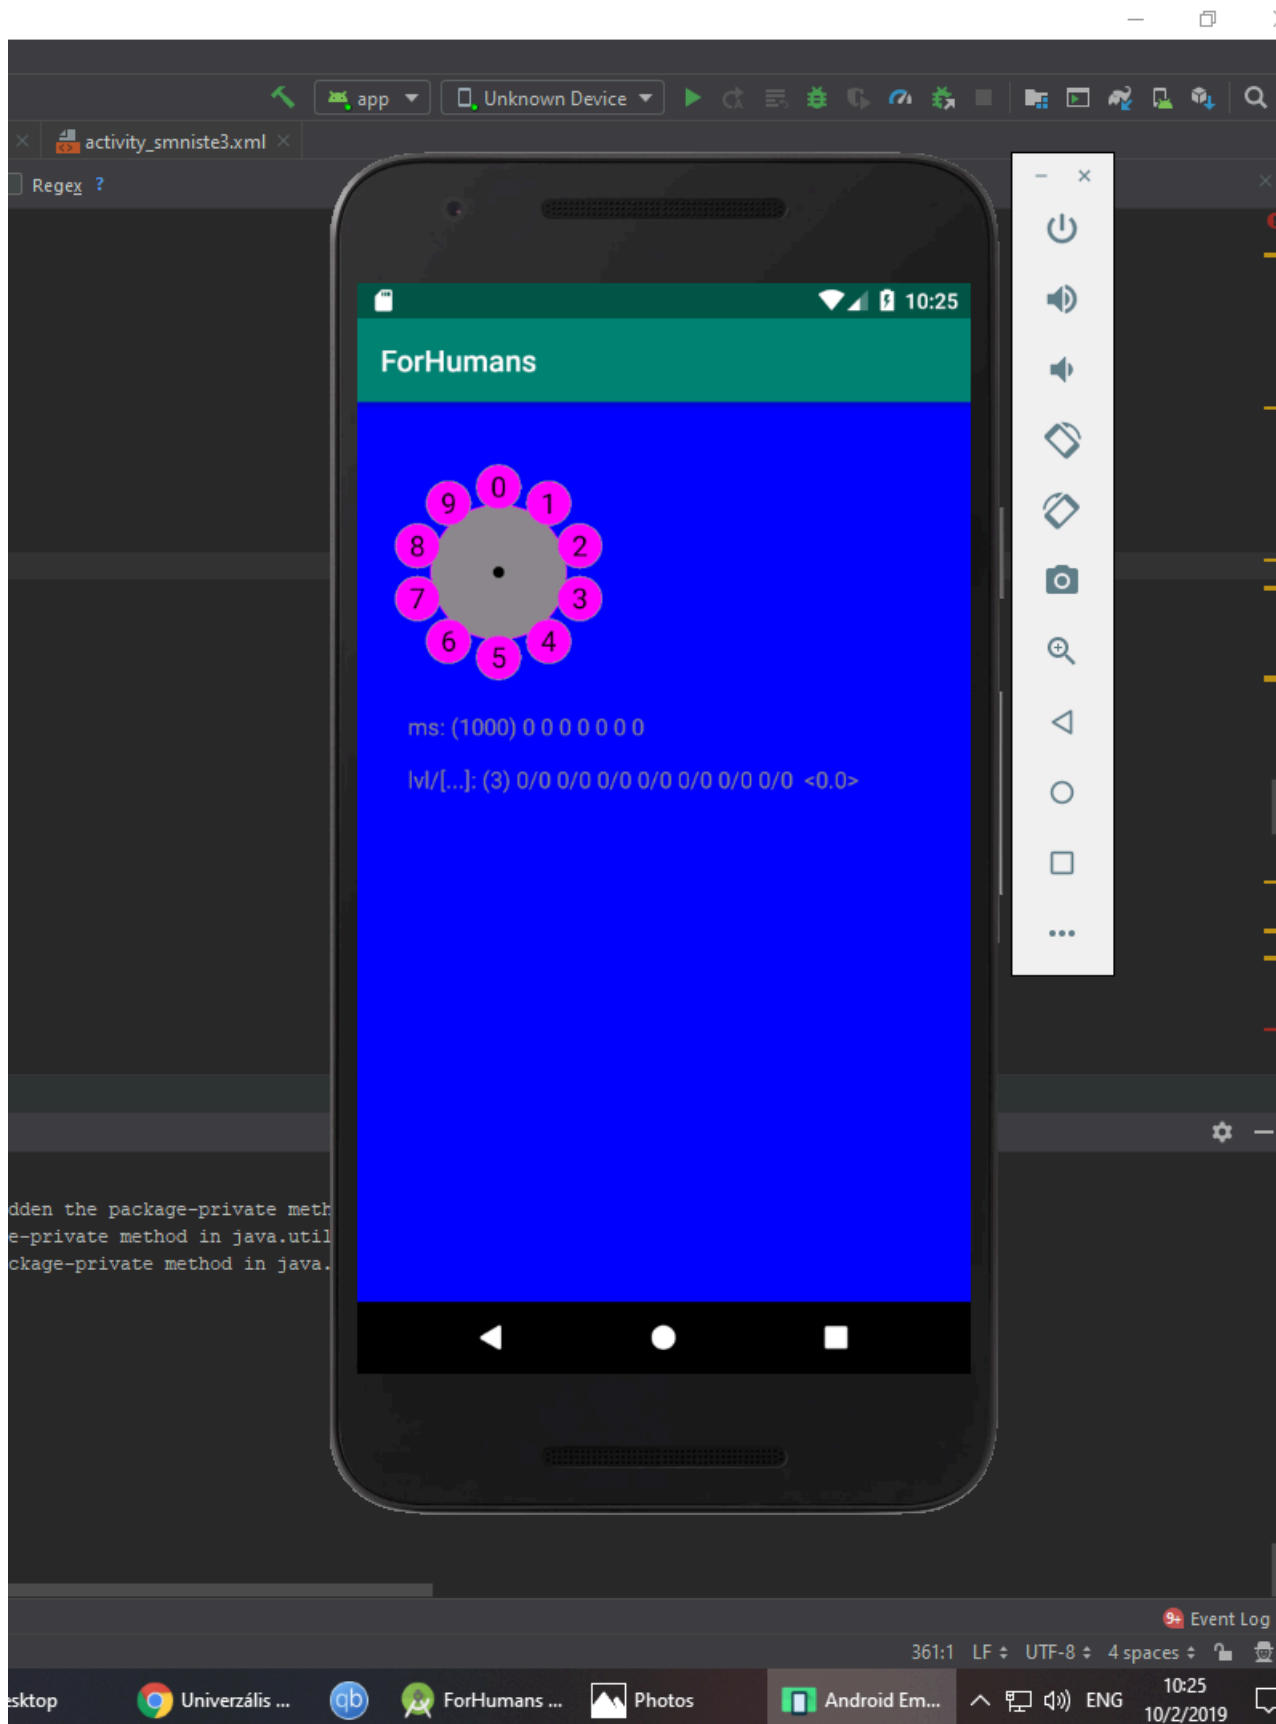 app
Unknown Device
activity_smniste3.xml
Regex ?
10:25
ForHumans
0
9
1
8
2
7
3
6
4
5
ms: (1000) 0 0 0 0 0 0 0
lvl/[...]: (3) 0/0 0/0 0/0 0/0 0/0 0/0 0/0 <0.0>
dden the package-private meth
e-private method in java.util
ckage-private method in java.
9+ Event Log
361:1 LF UTF-8 4 spaces
esktop
Univerzális ...
qb
ForHumans ...
Photos
Android Em...
ENG
10:25
10/2/2019